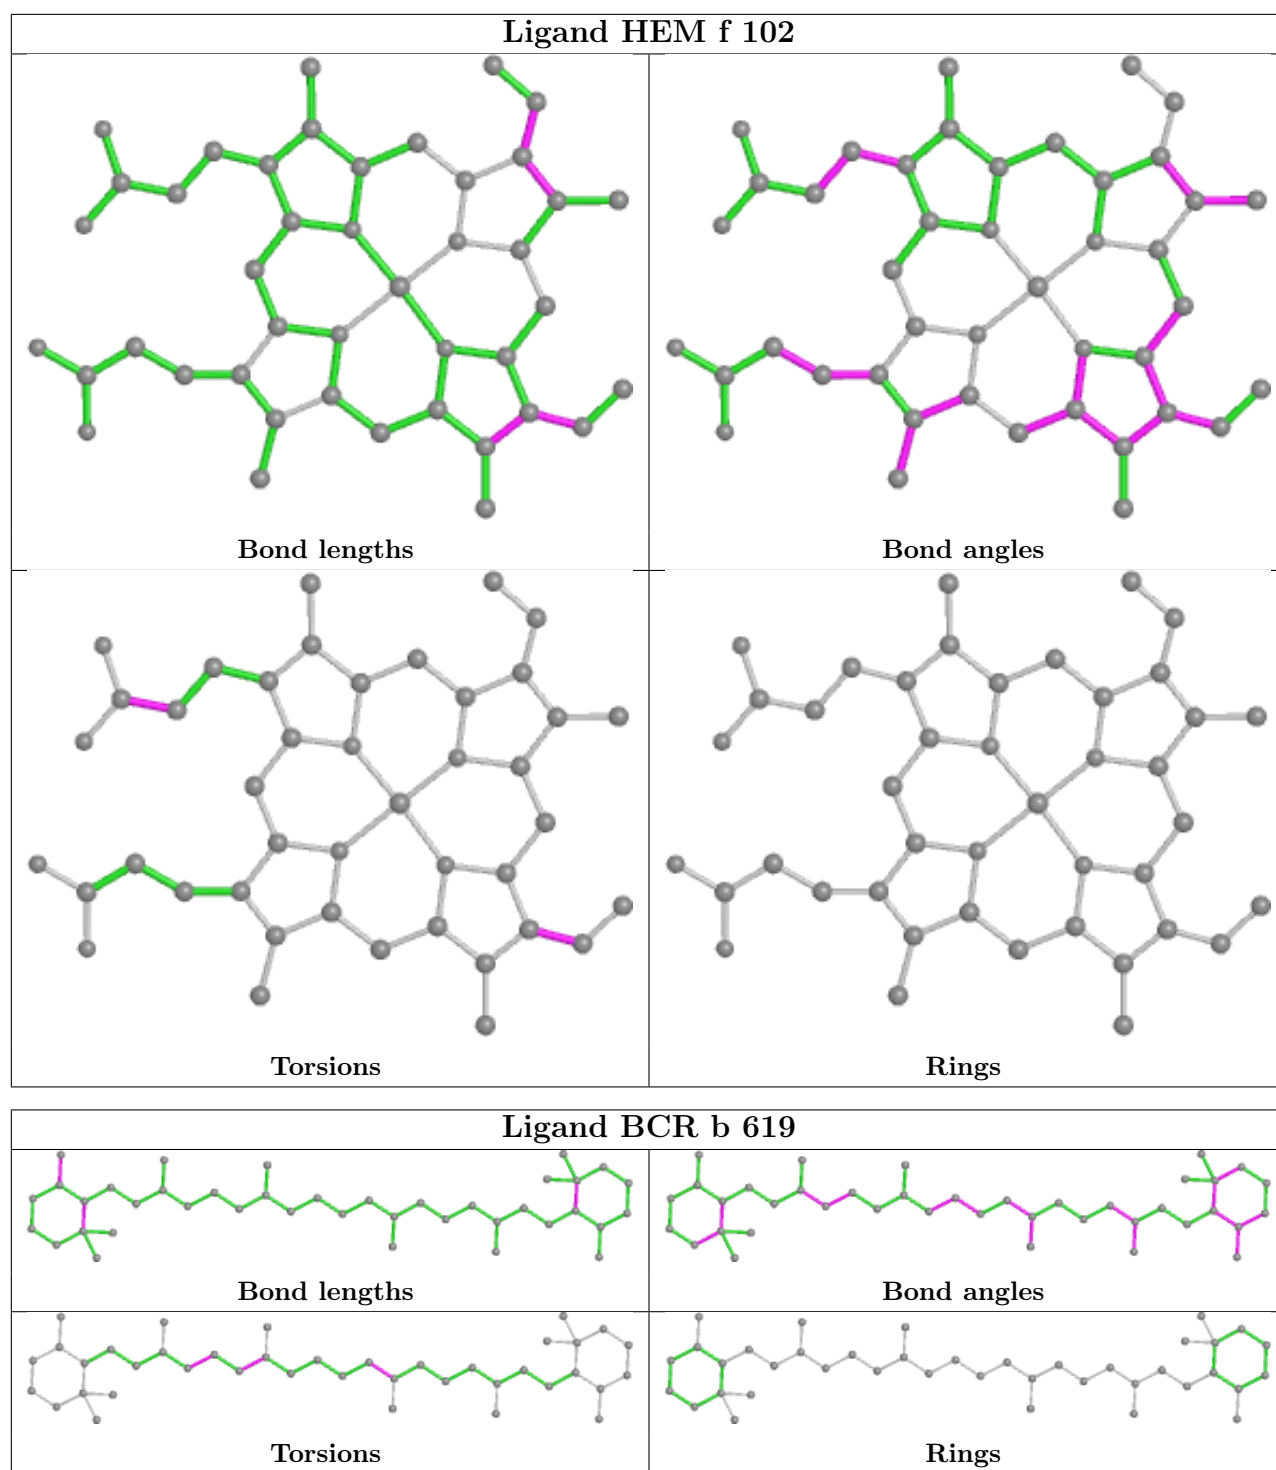 Ligand HEM f 102
Bond lengths
Bond angles
Torsions
Rings
Ligand BCR b 619
Bond lengths
Bond angles
Torsions
Rings